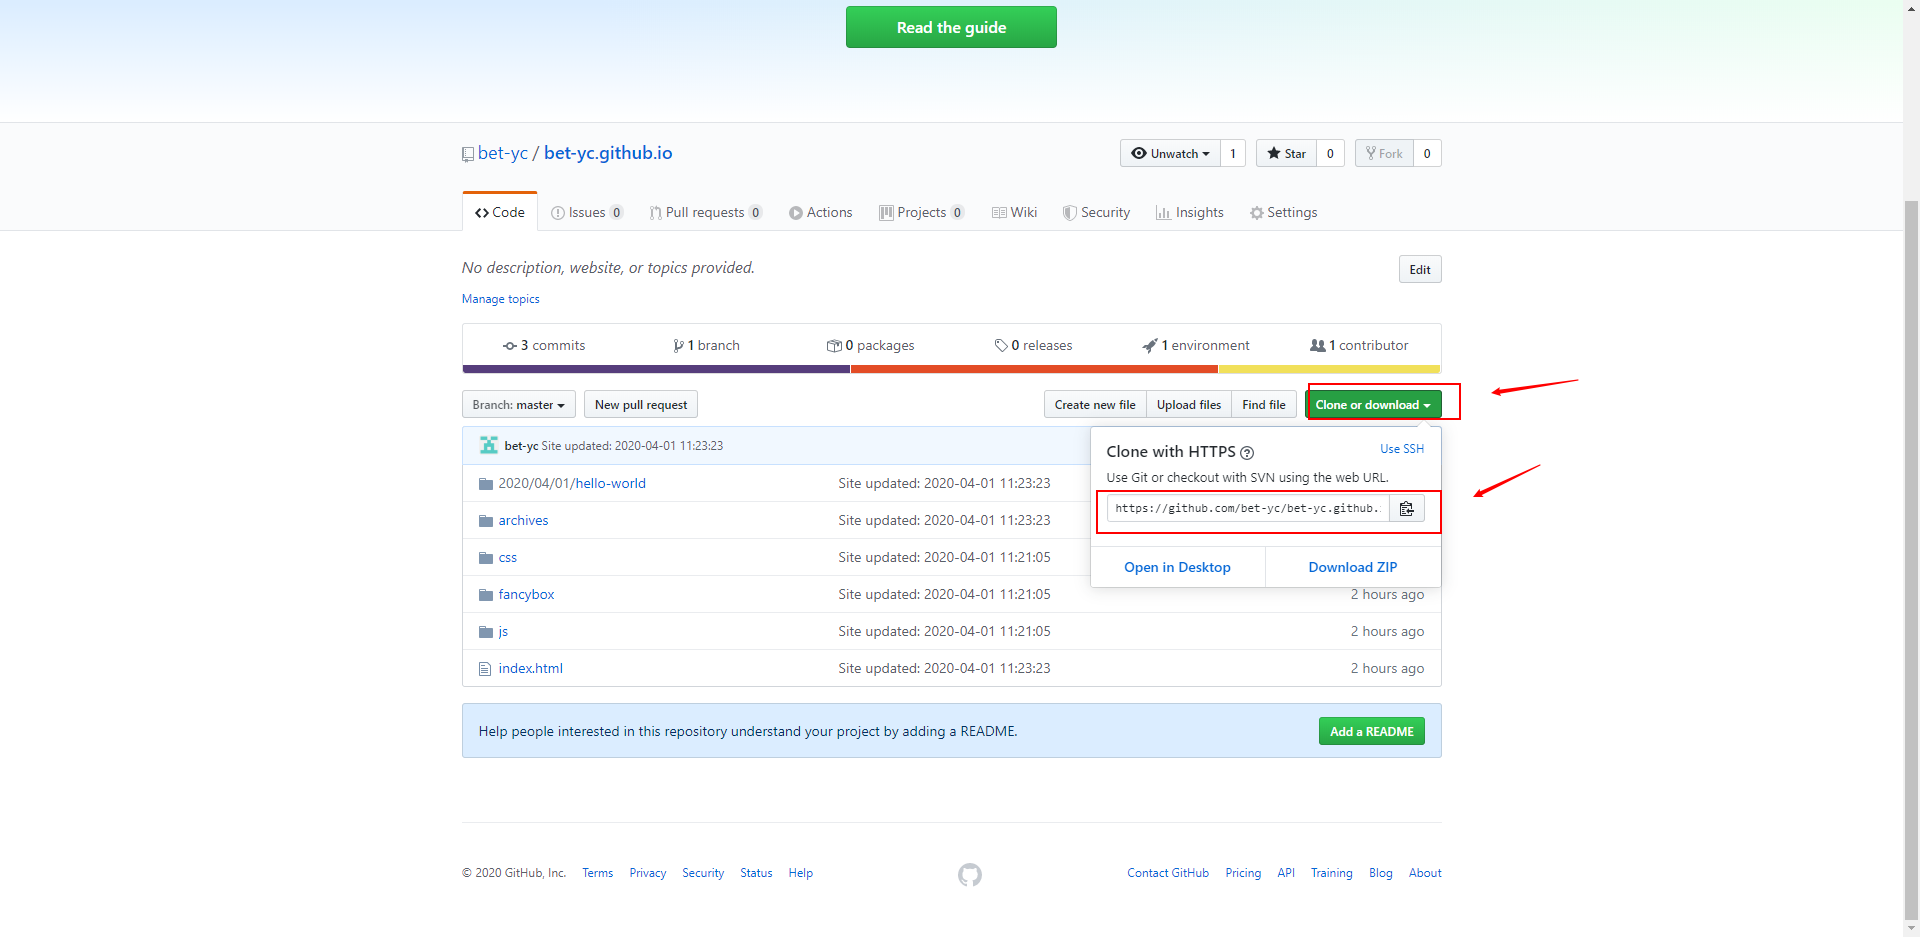 Read the guide
bet-yc / bet-yc.github.io
Unwatch 1
Star 0
Fork 0
Code
Issues 0
Pull requests 0
Actions
Projects 0
Wiki
Security
Insights
Settings
No description, website, or topics provided.
Edit
Manage topics
3 commits
1 branch
0 packages
0 releases
1 environment
1 contributor
Branch: master
New pull request
Create new file
Upload files
Find file
Clone or download
bet-yc Site updated: 2020-04-01 11:23:23
Clone with HTTPS
Use SSH
Use Git or checkout with SVN using the web URL.
https://github.com/bet-yc/bet-yc.github.
Open in Desktop
Download ZIP
2020/04/01/hello-world Site updated: 2020-04-01 11:23:23
archives Site updated: 2020-04-01 11:23:23
css Site updated: 2020-04-01 11:21:05
fancybox Site updated: 2020-04-01 11:21:05 2 hours ago
js Site updated: 2020-04-01 11:21:05 2 hours ago
index.html Site updated: 2020-04-01 11:23:23 2 hours ago
Help people interested in this repository understand your project by adding a README.
Add a README
© 2020 GitHub, Inc. Terms Privacy Security Status Help
Contact GitHub Pricing API Training Blog About